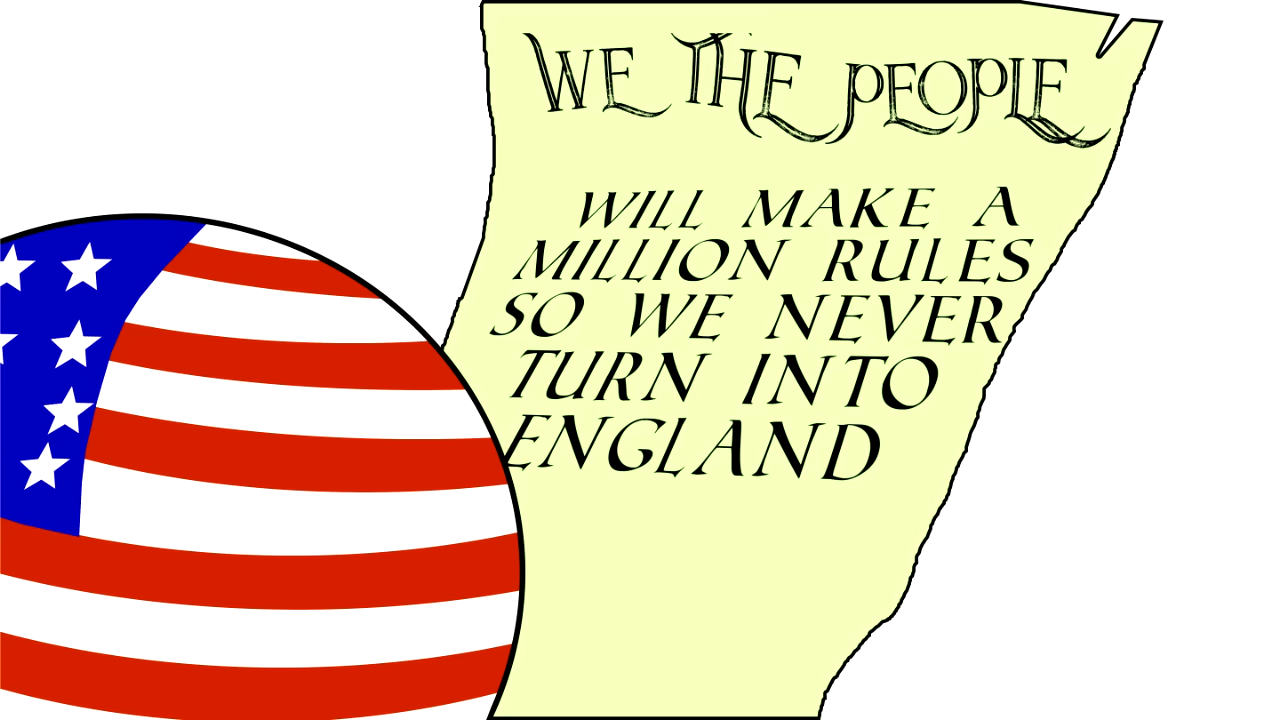 WE THE PEOPLE
WILL MAKE A
MILLION RULES
SO WE NEVER
TURN INTO
ENGLAND